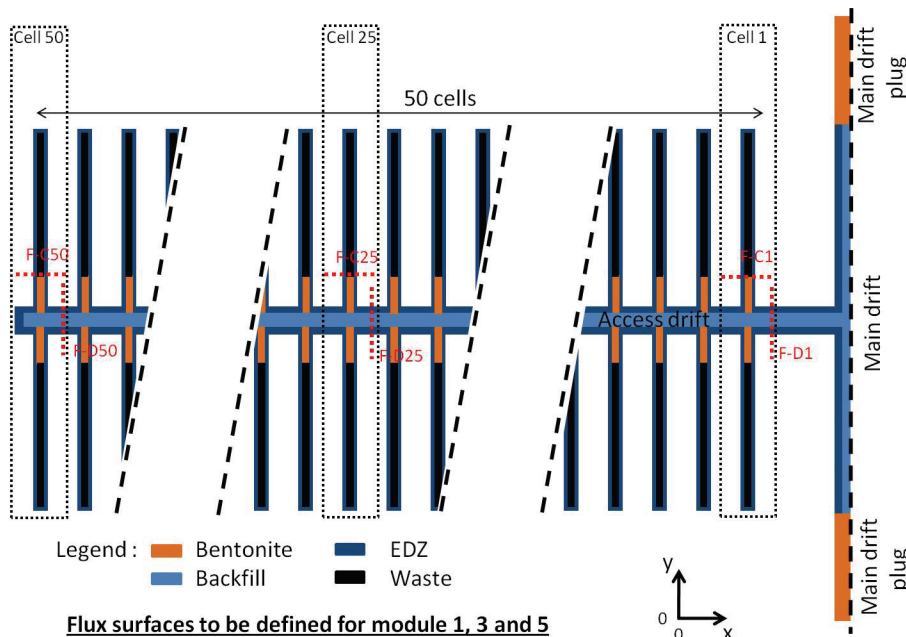 Cell 50
Cell 25
Cell 1
Main drift plug
50 cells
F-C50
F-C25
F-C1
Access drift
Main drift
F-D50
F-D25
F-D1
Main drift plug
Legend :
Bentonite
EDZ
Backfill
Waste
y
0
0
x
Flux surfaces to be defined for module 1, 3 and 5